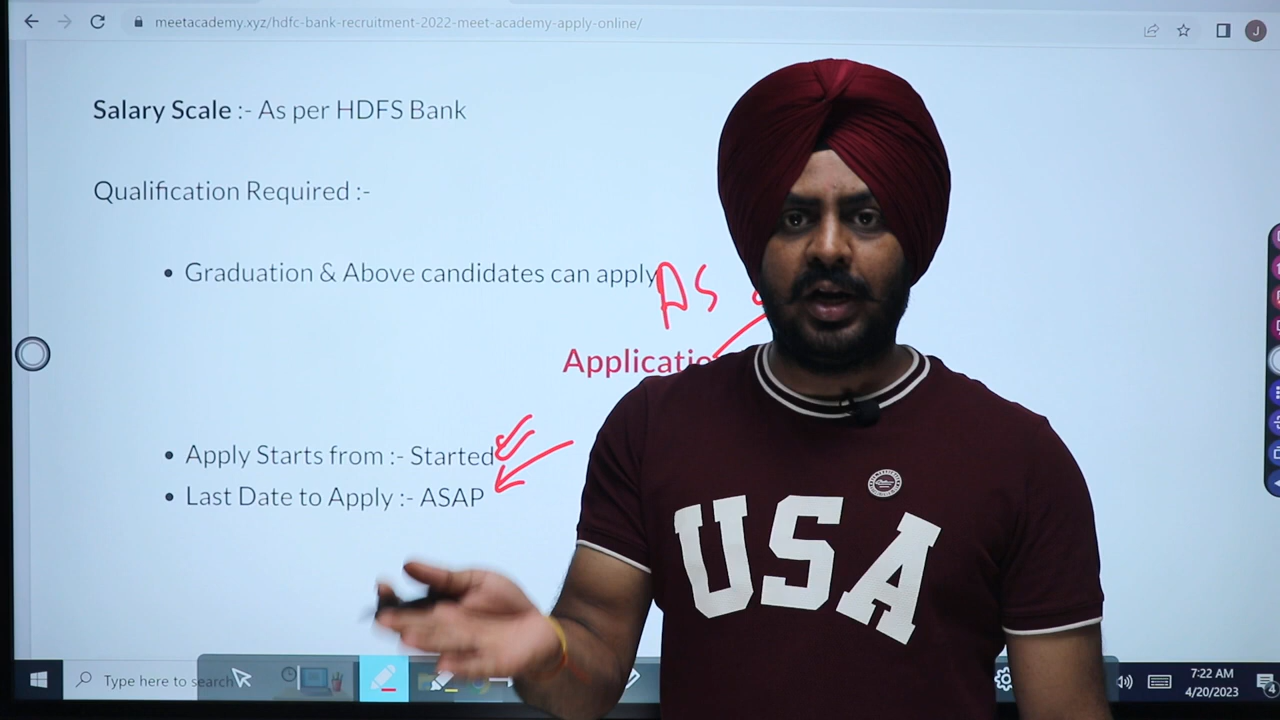 meetacademy.xyz/hdfc-bank-recruitment-2022-meet-academy-apply-online/
J
Salary Scale :- As per HDFS Bank
Qualification Required :-
• Graduation & Above candidates can apply
As
Applicatio
• Apply Starts from :- Started
• Last Date to Apply :- ASAP
USA
Type here to search
7:22 AM
4/20/2023
4